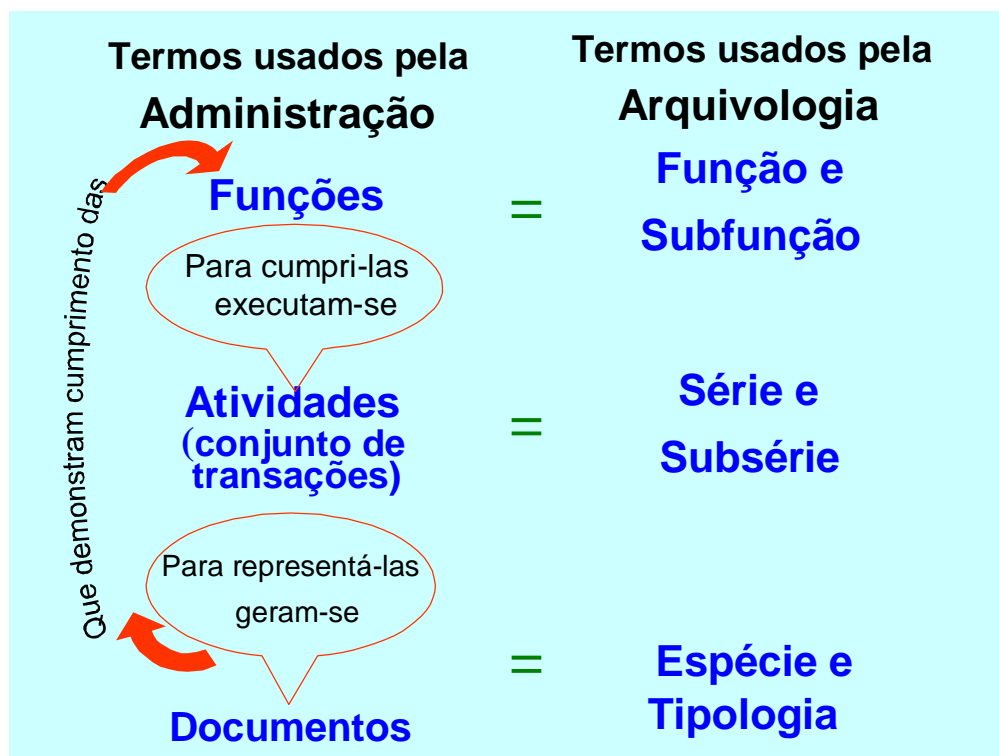 Termos usados pela
Administração
Termos usados pela
Arquivologia
Funções
=
Função e
Subfunção
Para cumpri-las
executam-se
Atividades
(conjunto de
transações)
=
Série e
Subsérie
Para representá-las
geram-se
Documentos
=
Espécie e
Tipologia
Que demonstram cumprimento das